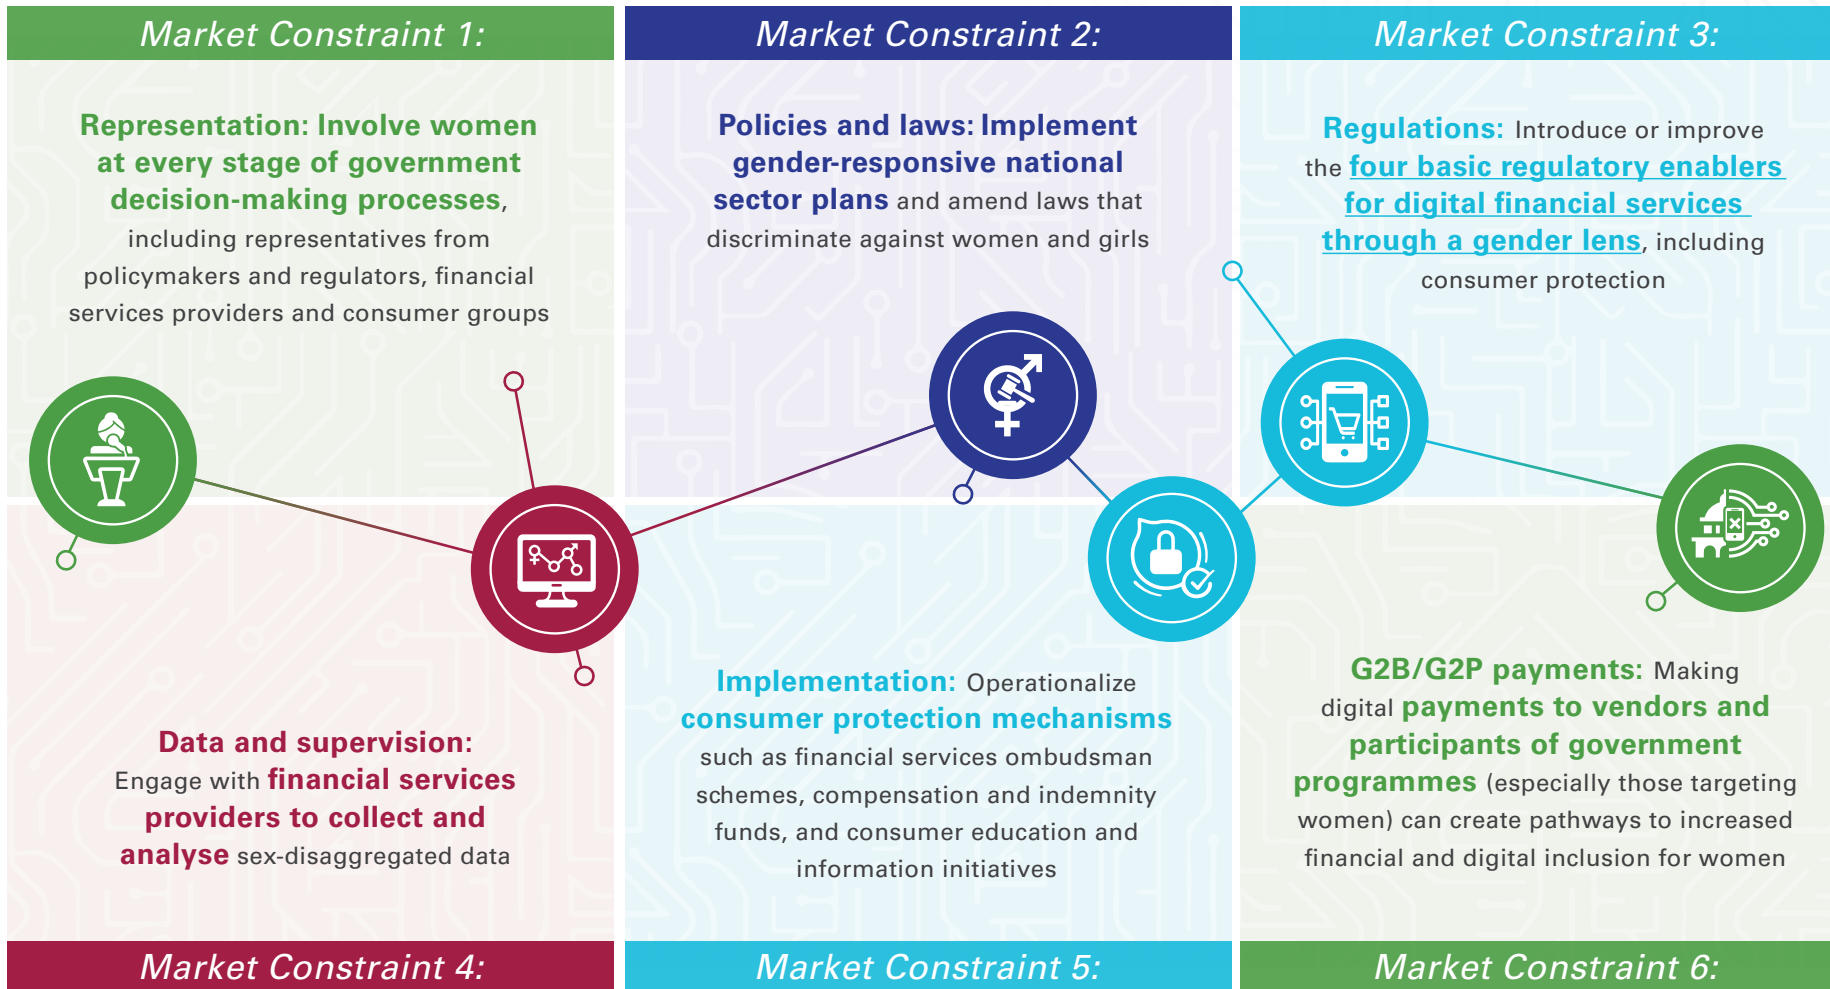 Market Constraint 1:
Representation: Involve women
at every stage of government
decision-making processes,
including representatives from
policymakers and regulators, financial
services providers and consumer groups
Market Constraint 2:
Policies and laws: Implement
gender-responsive national
sector plans and amend laws that
discriminate against women and girls
Market Constraint 3:
Regulations: Introduce or improve
the four basic regulatory enablers
for digital financial services
through a gender lens, including
consumer protection
Data and supervision:
Engage with financial services
providers to collect and
analyse sex-disaggregated data
Market Constraint 4:
Implementation: Operationalize
consumer protection mechanisms
such as financial services ombudsman
schemes, compensation and indemnity
funds, and consumer education and
information initiatives
Market Constraint 5:
G2B/G2P payments: Making
digital payments to vendors and
participants of government
programmes (especially those targeting
women) can create pathways to increased
financial and digital inclusion for women
Market Constraint 6: